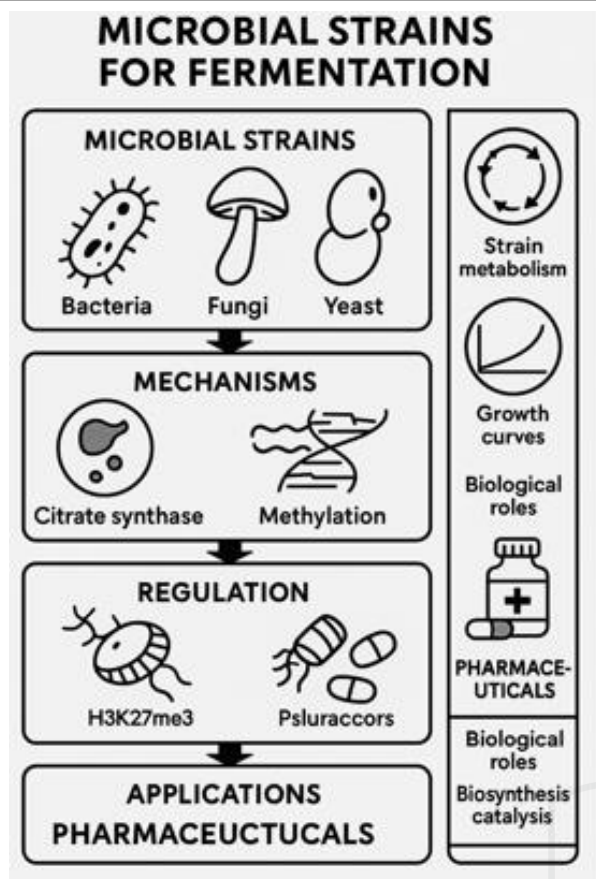 MICROBIAL STRAINS
FOR FERMENTATION
MICROBIAL STRAINS
Bacteria
Fungi
Yeast
MECHANISMS
Citrate synthase
Methylation
REGULATION
H3K27me3
Psluraccors
APPLICATIONS
PHARMACEUCTUCALS
Strain
metabolism
Growth
curves
Biological
roles
PHARMACE-
UTICALS
Biological
roles
Biosynthesis
catalysis